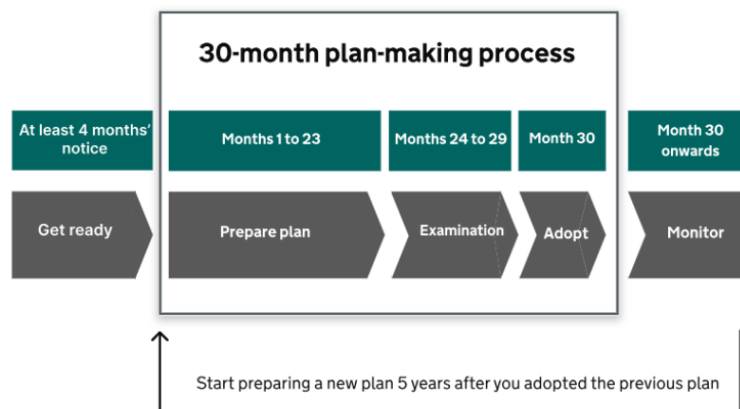 30-month plan-making process
At least 4 months’
notice
Months 1 to 23
Months 24 to 29
Month 30
Month 30
onwards
Get ready
Prepare plan
Examination
Adopt
Monitor
Start preparing a new plan 5 years after you adopted the previous plan